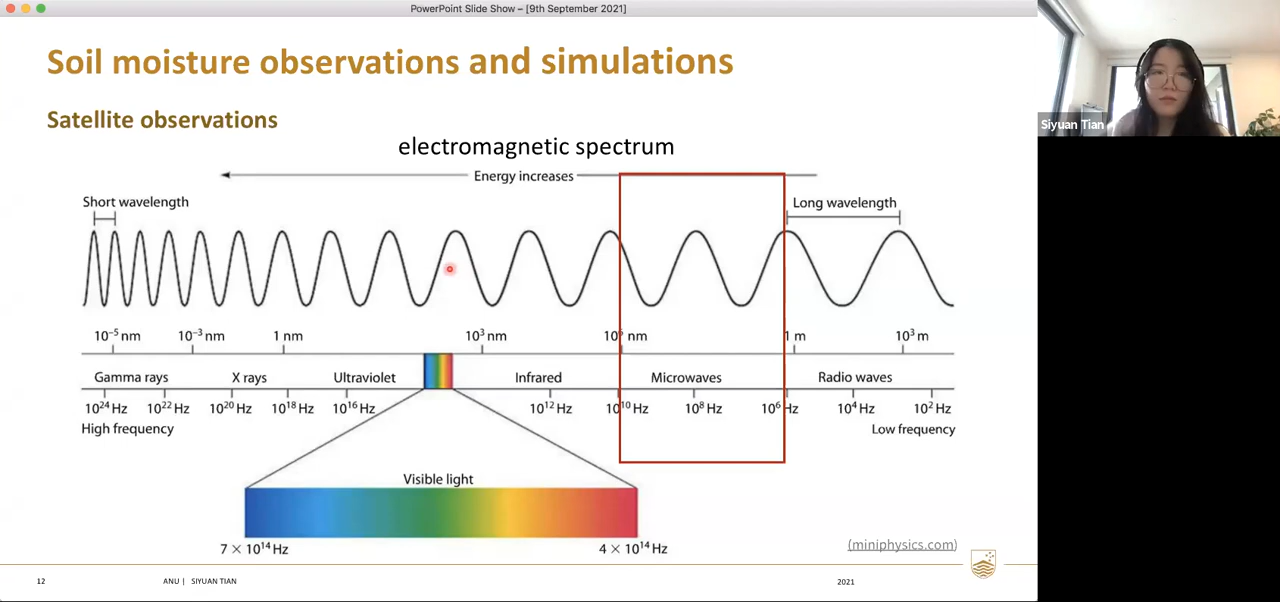 PowerPoint Slide Show – [9th September 2021]
Soil moisture observations and simulations
Satellite observations
electromagnetic spectrum
Energy increases
Short wavelength
Long wavelength
10⁻⁵ nm 10⁻³ nm 1 nm 10³ nm nm 1 m 10³ m
Gamma rays X rays Ultraviolet Infrared Microwaves Radio waves
10²⁴ Hz 10²² Hz 10²⁰ Hz 10¹⁸ Hz 10¹⁶ Hz 10¹² Hz 10¹⁰ Hz 10⁸ Hz 10⁶ Hz 10⁴ Hz 10² Hz
High frequency Low frequency
Visible light
7 × 10¹⁴ Hz 4 × 10¹⁴ Hz
(miniphysics.com)
12 ANU | SIYUAN TIAN 2021
Siyuan Tian